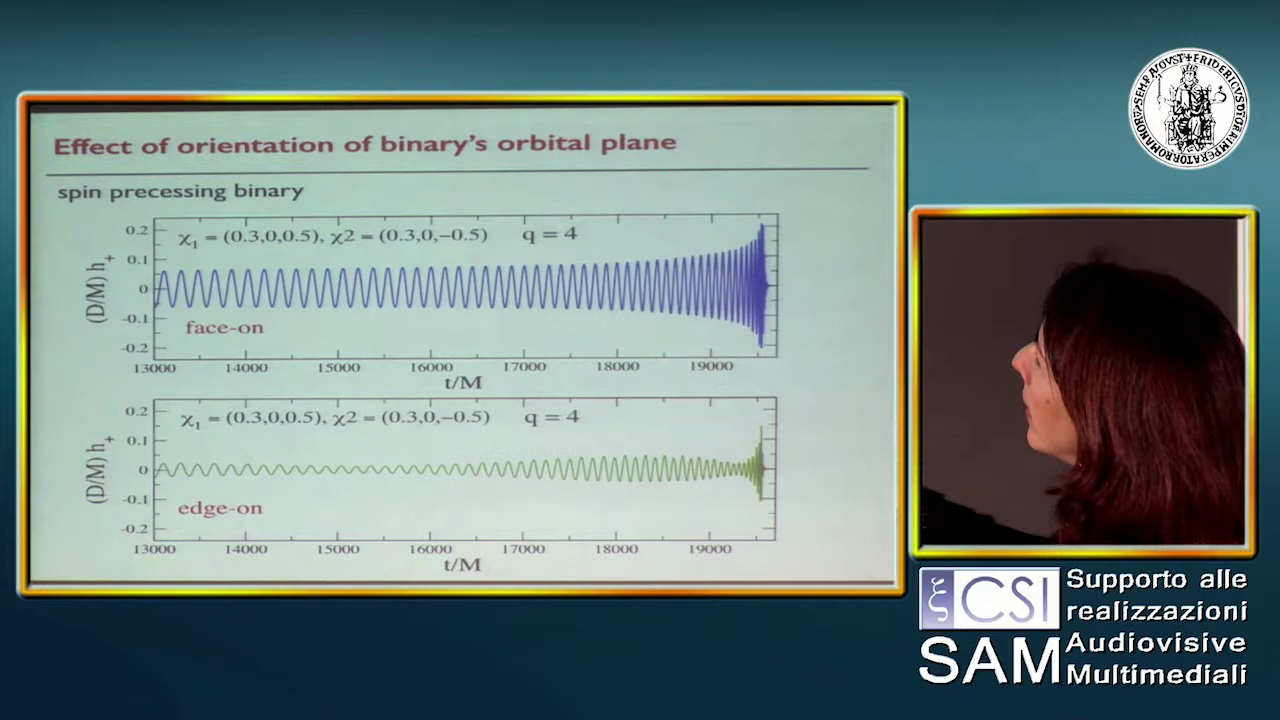 Effect of orientation of binary's orbital plane
spin precessing binary
0.2
0.1
0
-0.1
-0.2
(D/M) h+
χ1 = (0.3,0,0.5), χ2 = (0.3,0,−0.5) q = 4
face-on
13000 14000 15000 16000 17000 18000 19000
t/M
0.2
0.1
0
-0.1
-0.2
(D/M) h+
χ1 = (0.3,0,0.5), χ2 = (0.3,0,−0.5) q = 4
edge-on
13000 14000 15000 16000 17000 18000 19000
t/M
ξ CSI
SAM
Supporto alle
realizzazioni
Audiovisive
Multimediali